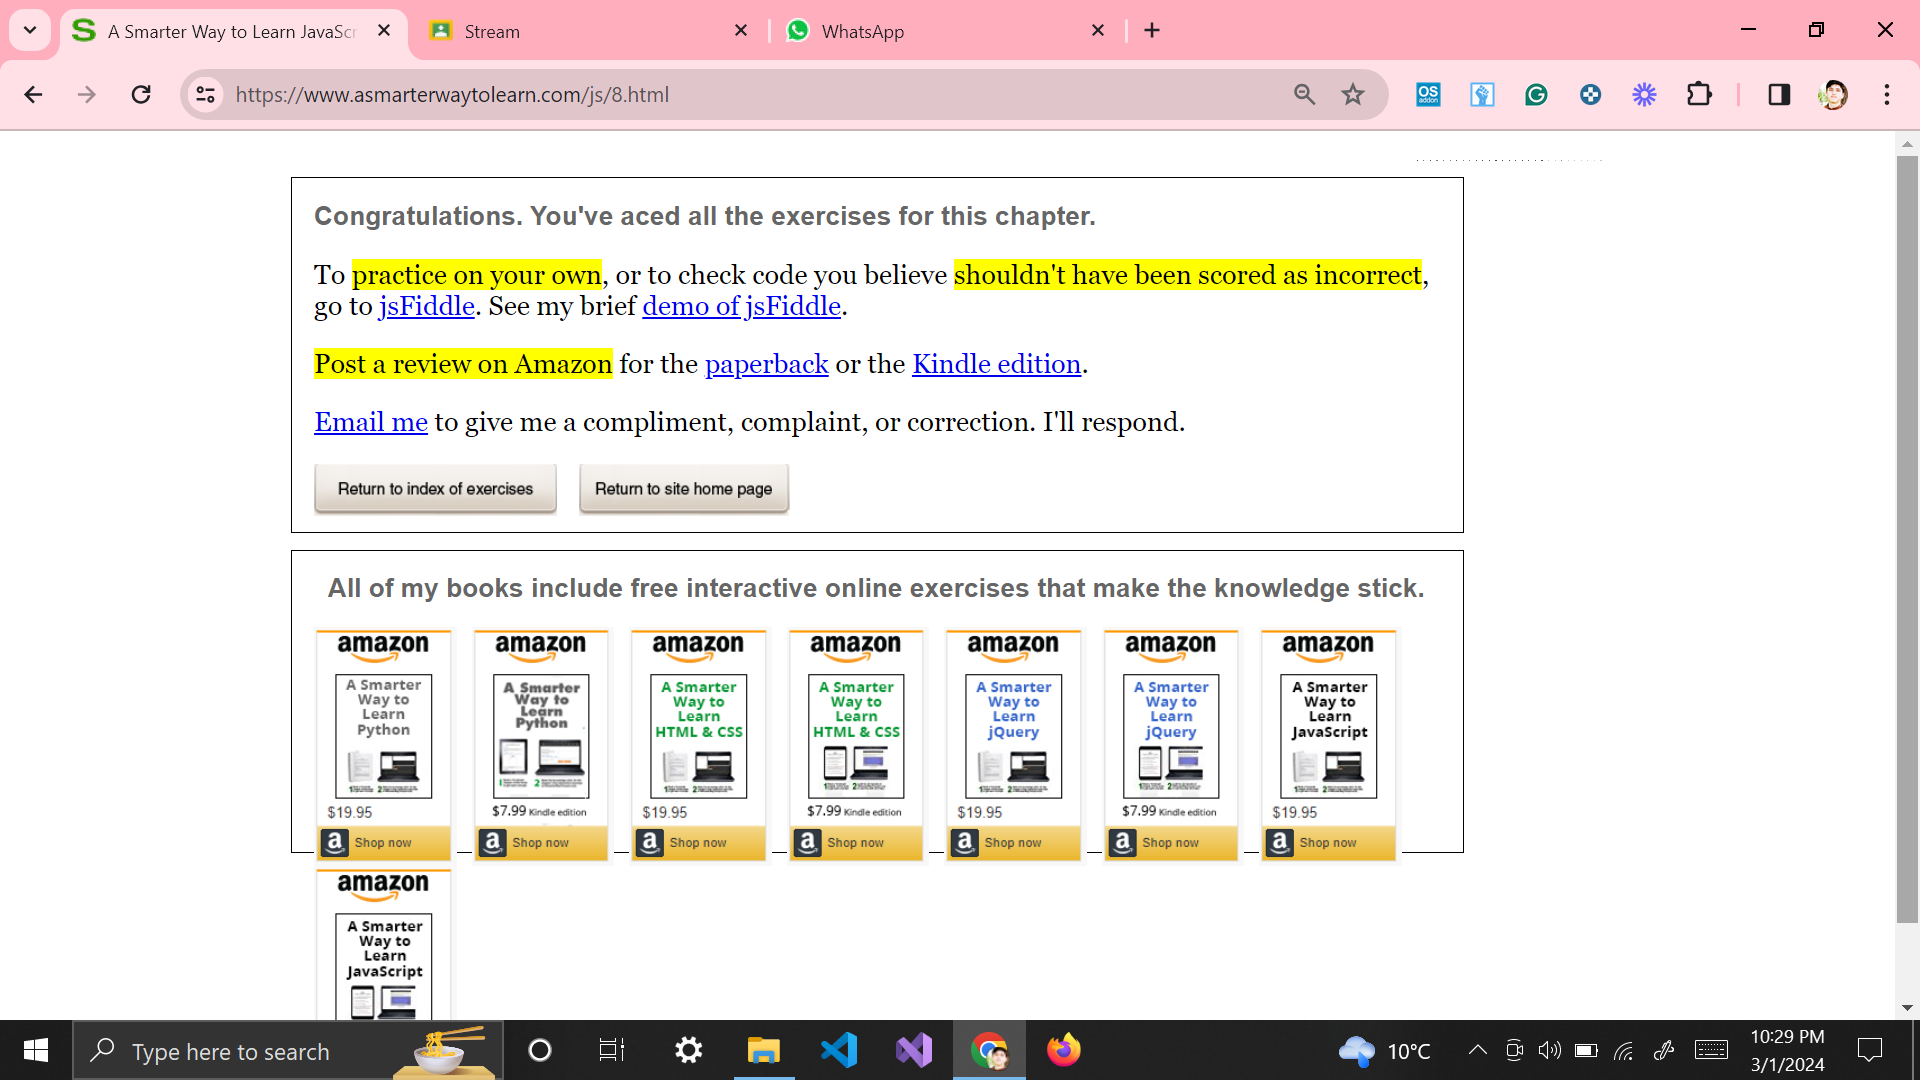 A Smarter Way to Learn JavaScr
Stream
WhatsApp
https://www.asmarterwaytolearn.com/js/8.html
OS
addon
Congratulations. You've aced all the exercises for this chapter.
To practice on your own, or to check code you believe shouldn't have been scored as incorrect,
go to jsFiddle. See my brief demo of jsFiddle.
Post a review on Amazon for the paperback or the Kindle edition.
Email me to give me a compliment, complaint, or correction. I'll respond.
Return to index of exercises
Return to site home page
All of my books include free interactive online exercises that make the knowledge stick.
amazon
A Smarter
Way to
Learn
Python
$19.95
Shop now
amazon
A Smarter
Way to
Learn
Python
$7.99 Kindle edition
Shop now
amazon
A Smarter
Way to
Learn
HTML & CSS
$19.95
Shop now
amazon
A Smarter
Way to
Learn
HTML & CSS
$7.99 Kindle edition
Shop now
amazon
A Smarter
Way to
Learn
jQuery
$19.95
Shop now
amazon
A Smarter
Way to
Learn
jQuery
$7.99 Kindle edition
Shop now
amazon
A Smarter
Way to
Learn
JavaScript
$19.95
Shop now
amazon
A Smarter
Way to
Learn
JavaScript
Type here to search
10°C
10:29 PM
3/1/2024